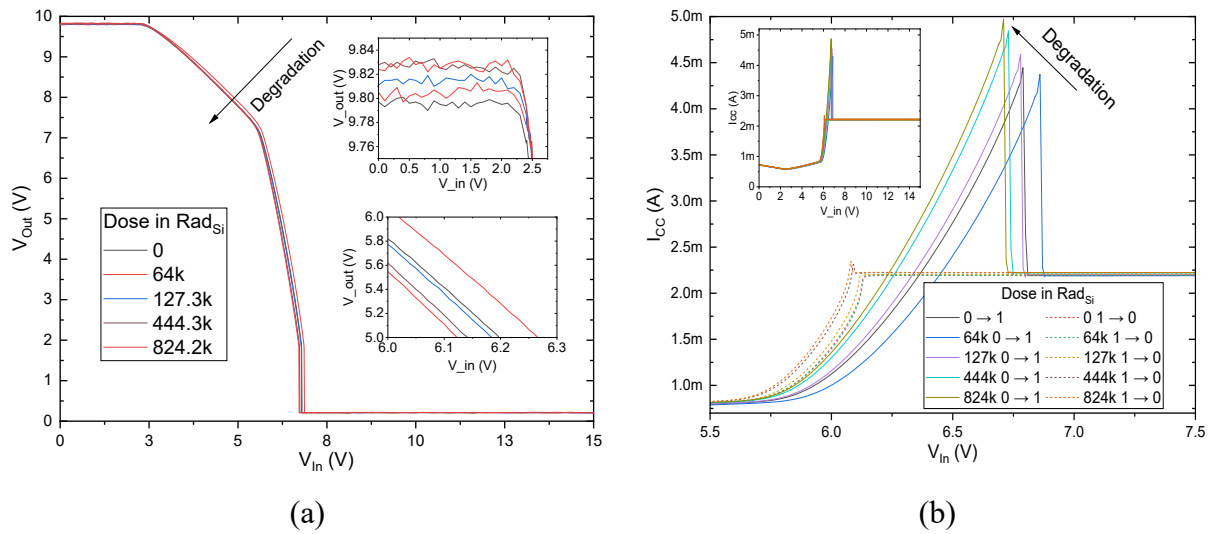 10
9
8
7
6
5
4
3
2
1
0
V_Out (V)
0
3
5
8
10
13
15
V_In (V)
Degradation
Dose in Rad_Si
0
64k
127.3k
444.3k
824.2k
9.84
9.82
9.80
9.78
9.76
V_out (V)
0.0
0.5
1.0
1.5
2.0
2.5
V_in (V)
6.0
5.8
5.6
5.4
5.2
5.0
V_out (V)
6.0
6.1
6.2
6.3
V_in (V)
(a)
5.0m
4.5m
4.0m
3.5m
3.0m
2.5m
2.0m
1.5m
1.0m
I_CC (A)
5.5
6.0
6.5
7.0
7.5
V_In (V)
Degradation
5m
4m
3m
2m
1m
I_CC (A)
0 2 4 6 8 10 12 14
V_in (V)
Dose in Rad_Si
0 → 1
0 1 → 0
64k 0 → 1
64k 1 → 0
127k 0 → 1
127k 1 → 0
444k 0 → 1
444k 1 → 0
824k 0 → 1
824k 1 → 0
(b)